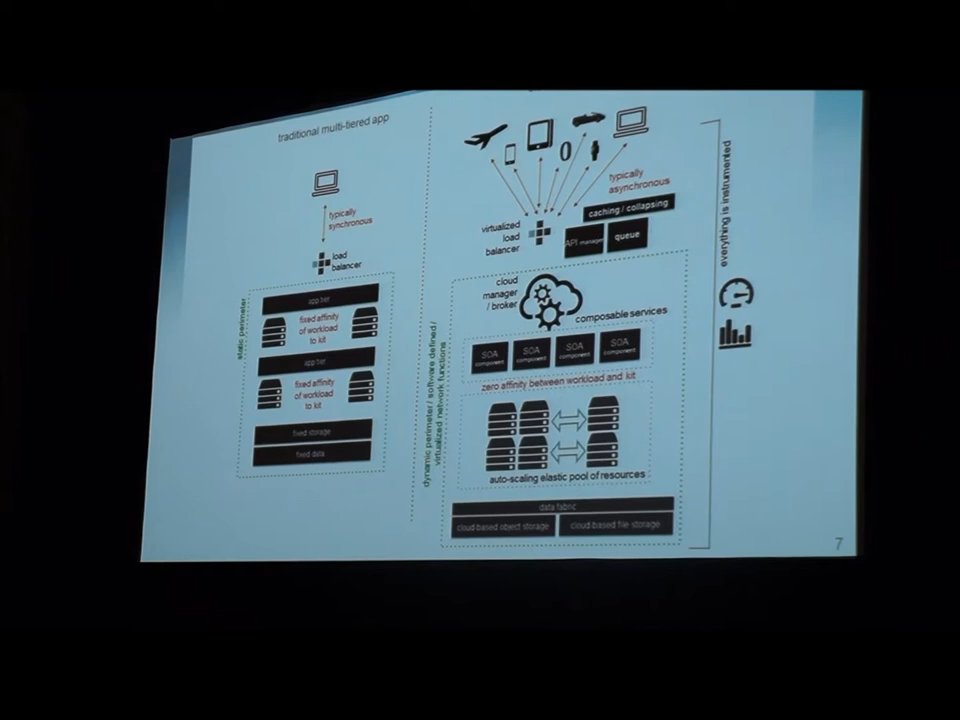 traditional multi-tiered app
typically
synchronous
load
balancer
static perimeter
app tier
fixed affinity
of workload
to kit
app tier
fixed affinity
of workload
to kit
fixed storage
fixed data
dynamic perimeter / software defined /
virtualized network functions
typically
asynchronous
virtualized
load
balancer
caching / collapsing
API manager
queue
cloud
manager
/ broker
composable services
SOA
component
SOA
component
SOA
component
SOA
component
zero affinity between workload and kit
auto-scaling elastic pool of resources
data fabric
cloud based object storage
cloud based file storage
everything is instrumented
7